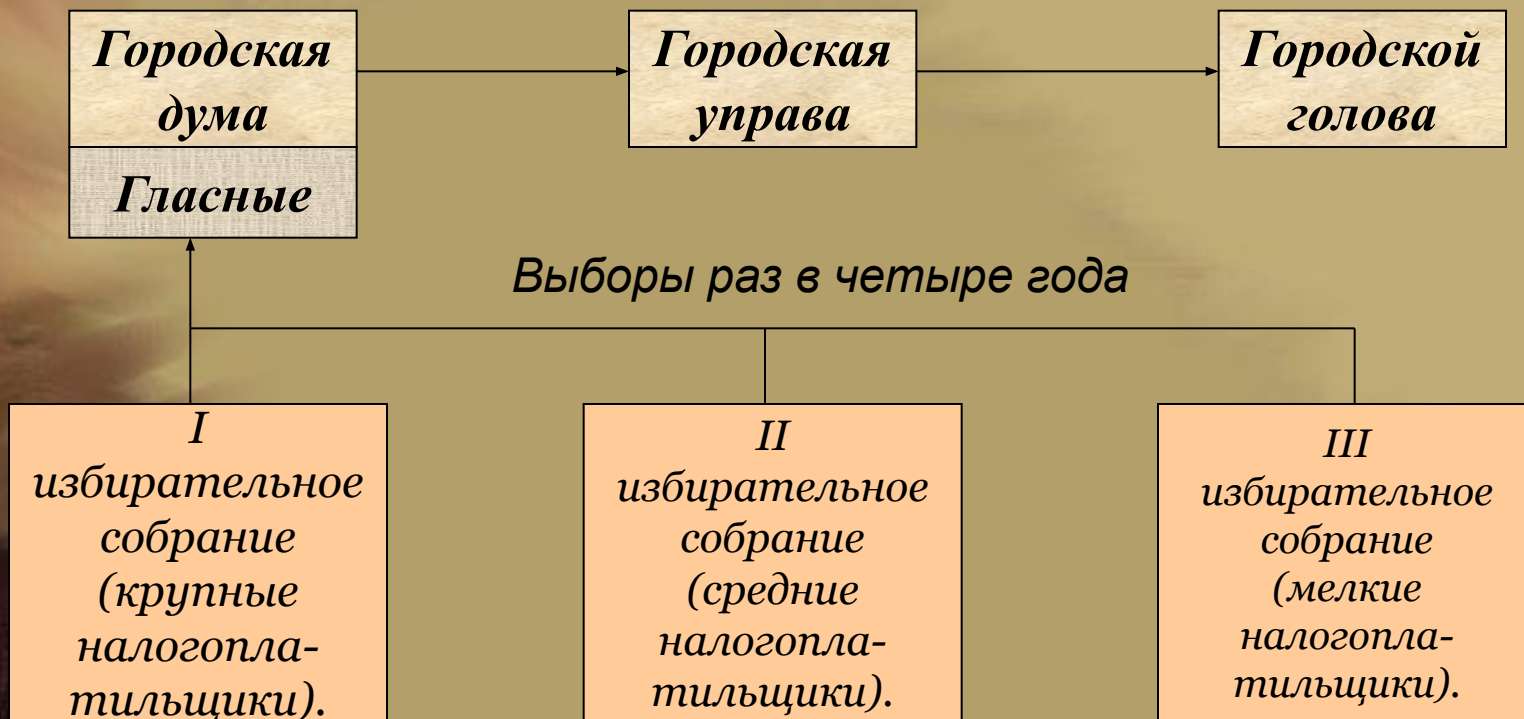 Городская
дума
Гласные
Городская
управа
Городской
голова
Выборы раз в четыре года
I
избирательное
собрание
(крупные
налогопла-
тильщики).
II
избирательное
собрание
(средние
налогопла-
тильщики).
III
избирательное
собрание
(мелкие
налогопла-
тильщики).